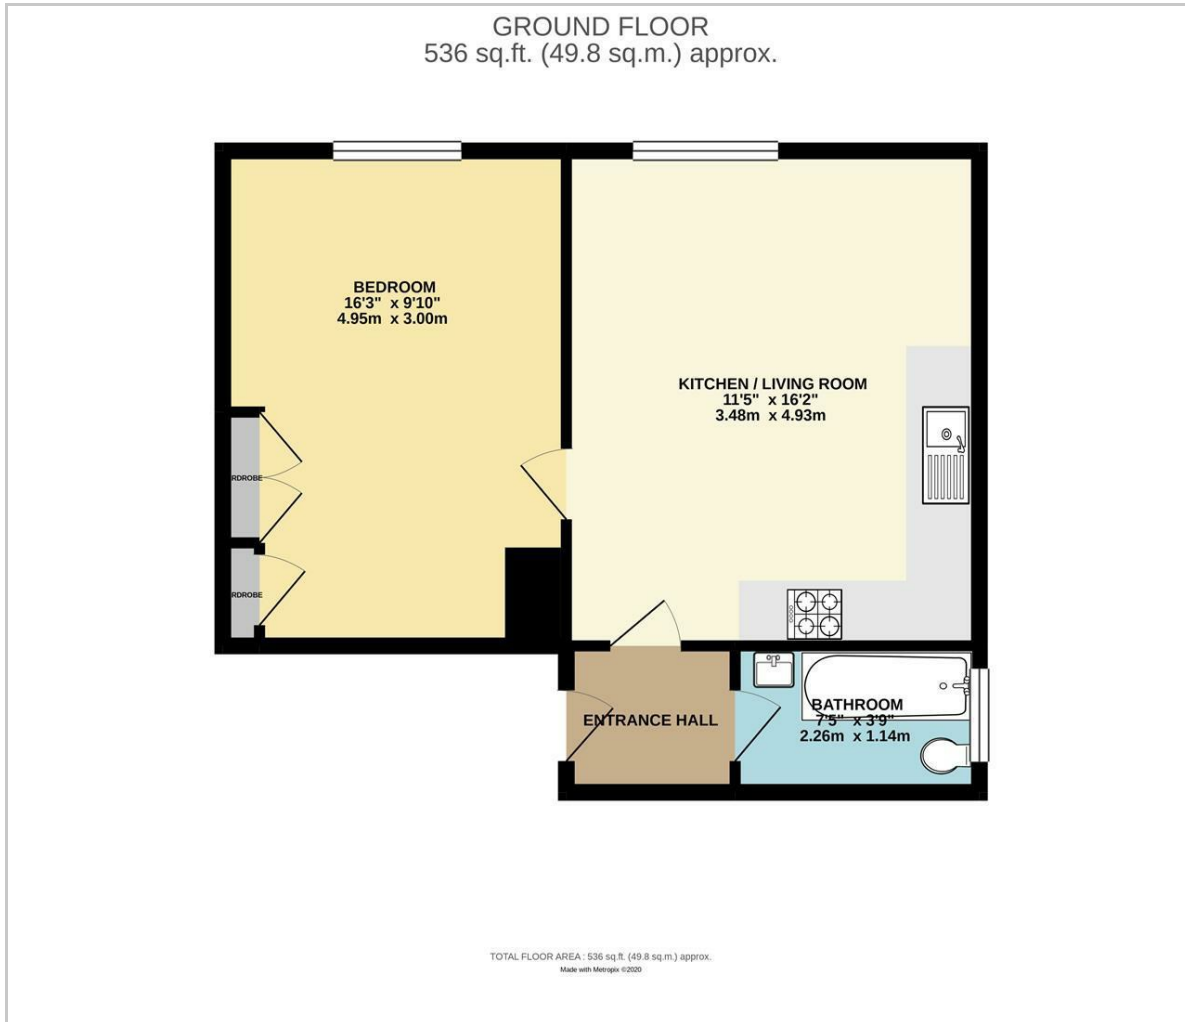 GROUND FLOOR
536 sq.ft. (49.8 sq.m.) approx.
BEDROOM
16'3" x 9'10"
4.95m x 3.00m
KITCHEN / LIVING ROOM
11'5" x 16'2"
3.48m x 4.93m
RDROBE
RDROBE
ENTRANCE HALL
BATHROOM
7'5" x 3'9"
2.26m x 1.14m
TOTAL FLOOR AREA : 536 sq.ft. (49.8 sq.m.) approx.
Made with Metropix ©2020